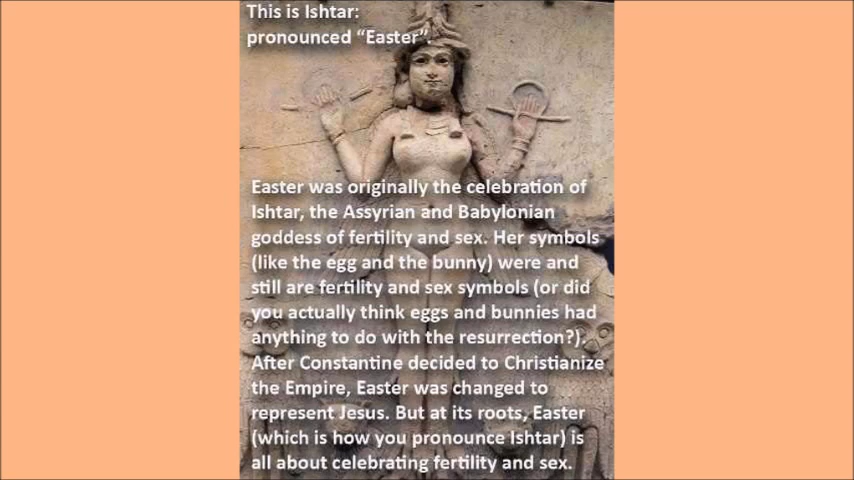 This is Ishtar:
pronounced “Easter”.
Easter was originally the celebration of
Ishtar, the Assyrian and Babylonian
goddess of fertility and sex. Her symbols
(like the egg and the bunny) were and
still are fertility and sex symbols (or did
you actually think eggs and bunnies had
anything to do with the resurrection?).
After Constantine decided to Christianize
the Empire, Easter was changed to
represent Jesus. But at its roots, Easter
(which is how you pronounce Ishtar) is
all about celebrating fertility and sex.